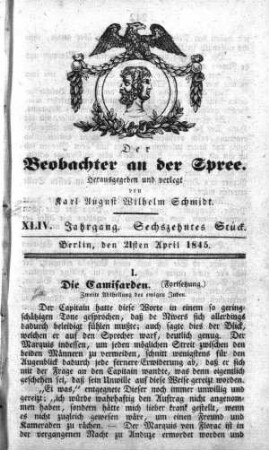 Der
Beobachter an der Spree.
Herausgegeben und verlegt
von
Karl August Wilhelm Schmidt.
XLIV. Jahrgang. Sechszehntes Stück.
Berlin, den 21sten April 1845.
I.
Die Camisarden. (Fortsetzung.)
Zweite Abtheilung des ewigen Juden.
Der Capitain hatte diese Worte in einem so gering-
schätzigen Tone gesprochen, daß de Merrt sich allerdings
dadurch beleidigt fühlen mußte; auch sagte dies der Blick,
welchen er auf den Sprecher warf, deutlich genug. Der
Marquis indessen, um jeden möglichen Streit zwischen den
beiden Männern zu vermeiden, schnitt wenigstens für den
Augenblick dadurch alle fernere Erwiderung ab, daß er sich
mit der Frage an den Capitain wandte, was denn eigentlich
geschehen sei, daß sein Unwille auf diese Weise gereizt worden.
„Et was,“ entgegnete Dieser noch immer unwillig und
gereizt; „ich würde wahrhaftig den Auftrag nicht angenom-
men haben, sondern hätte mich lieber krank gestellt, wenn
es nicht zugleich gewesen wäre, um einen Freund und
Kameraden zu rächen. — Der Marquis von Florac ist in
der vergangenen Nacht zu Anduze ermordet worden und